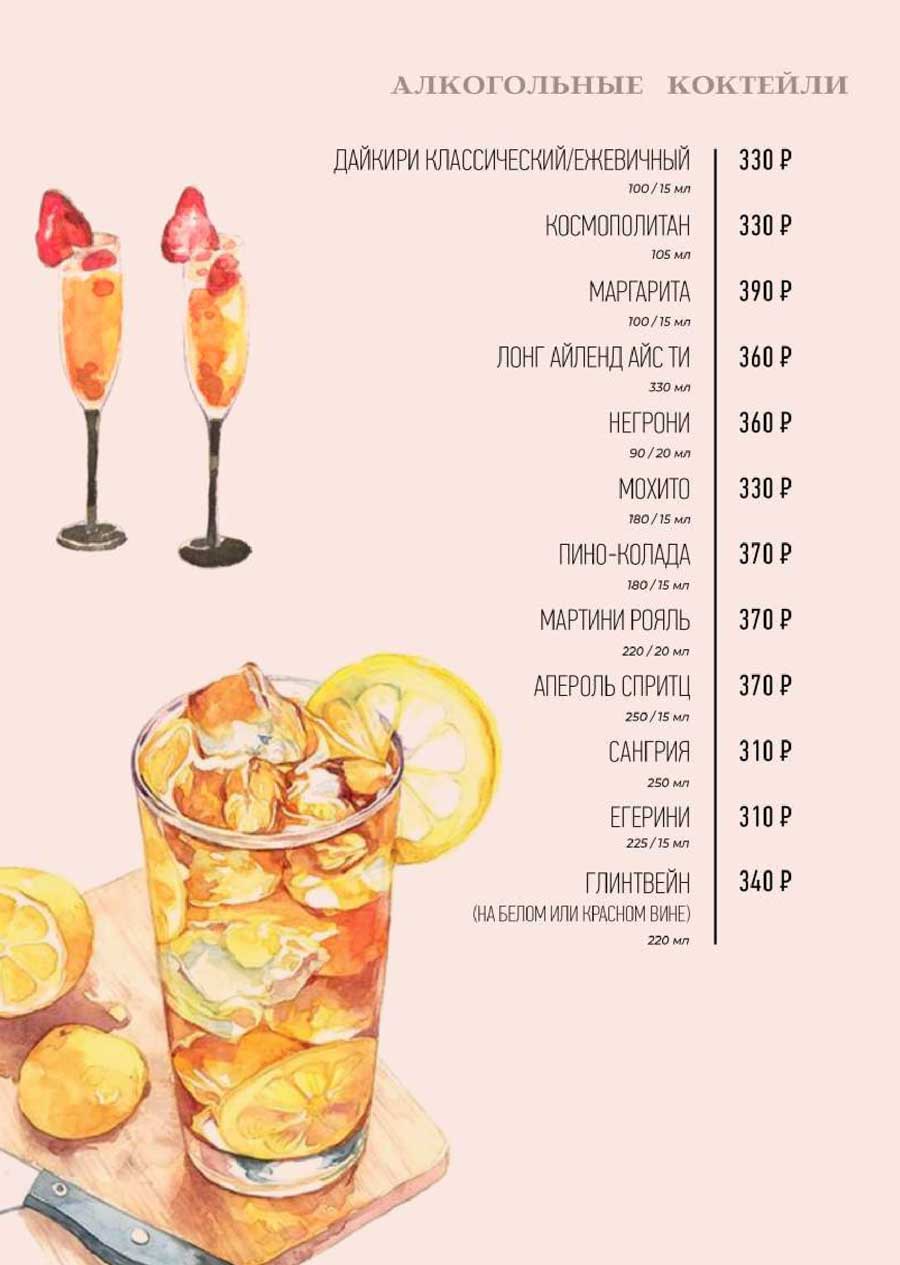 АЛКОГОЛЬНЫЕ КОКТЕЙЛИ
ДАЙКИРИ КЛАССИЧЕСКИЙ/ЕЖЕВИЧНЫЙ 330 ₽
100 / 15 мл
КОСМОПОЛИТАН 330 ₽
105 мл
МАРГАРИТА 390 ₽
100 / 15 мл
ЛОНГ АЙЛЕНД АЙС ТИ 360 ₽
330 мл
НЕГРОНИ 360 ₽
90 / 20 мл
МОХИТО 330 ₽
180 / 15 мл
ПИНО-КОЛАДА 370 ₽
180 / 15 мл
МАРТИНИ РОЯЛЬ 370 ₽
220 / 20 мл
АПЕРОЛЬ СПРИТЦ 370 ₽
250 / 15 мл
САНГРИЯ 310 ₽
250 мл
ЕГЕРИНИ 310 ₽
225 / 15 мл
ГЛИНТВЕЙН 340 ₽
(НА БЕЛОМ ИЛИ КРАСНОМ ВИНЕ)
220 мл